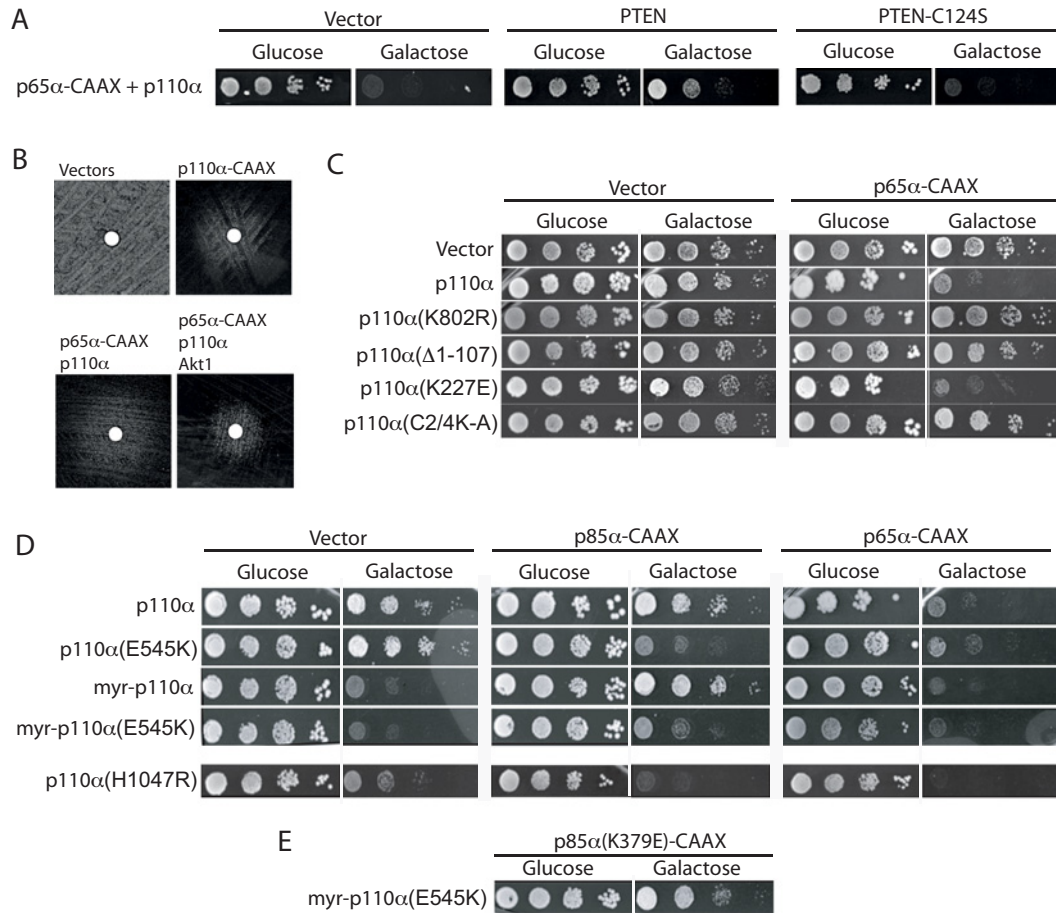 A
Vector
PTEN
PTEN-C124S
Glucose
Galactose
Glucose
Galactose
Glucose
Galactose
p65α-CAAX + p110α
B
Vectors
p110α-CAAX
p65α-CAAX
p110α
p65α-CAAX
p110α
Akt1
C
Vector
p65α-CAAX
Glucose
Galactose
Glucose
Galactose
Vector
p110α
p110α(K802R)
p110α(Δ1-107)
p110α(K227E)
p110α(C2/4K-A)
D
Vector
p85α-CAAX
p65α-CAAX
Glucose
Galactose
Glucose
Galactose
Glucose
Galactose
p110α
p110α(E545K)
myr-p110α
myr-p110α(E545K)
p110α(H1047R)
E
p85α(K379E)-CAAX
Glucose
Galactose
myr-p110α(E545K)